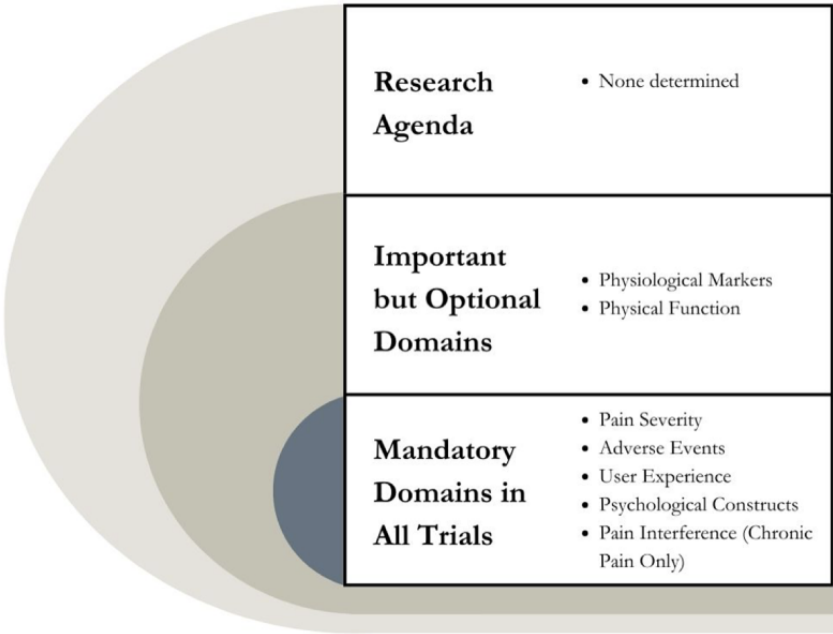 Research
Agenda
• None determined
Important
but Optional
Domains
• Physiological Markers
• Physical Function
Mandatory
Domains in
All Trials
• Pain Severity
• Adverse Events
• User Experience
• Psychological Constructs
• Pain Interference (Chronic
Pain Only)